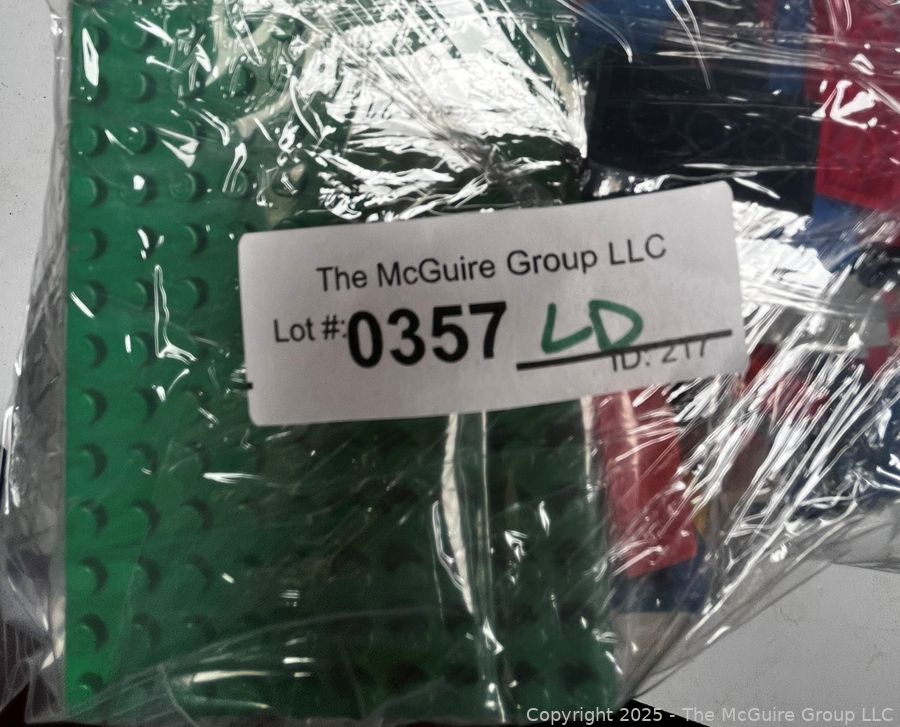 The McGuire Group LLC
Lot #: 0357 LD
ID: 217
Copyright 2025 - The McGuire Group LLC